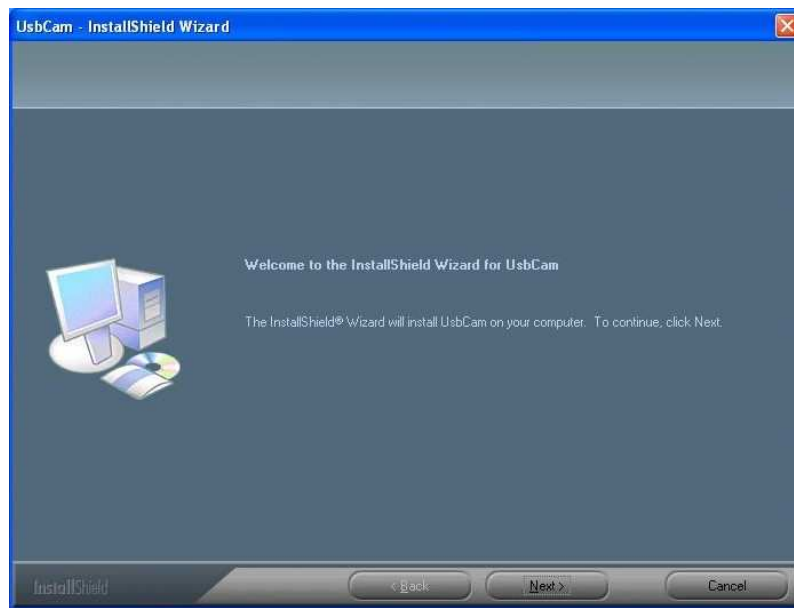 UsbCam - InstallShield Wizard
Welcome to the InstallShield Wizard for UsbCam
The InstallShield® Wizard will install UsbCam on your computer. To continue, click Next.
InstallShield
< Back
Next >
Cancel